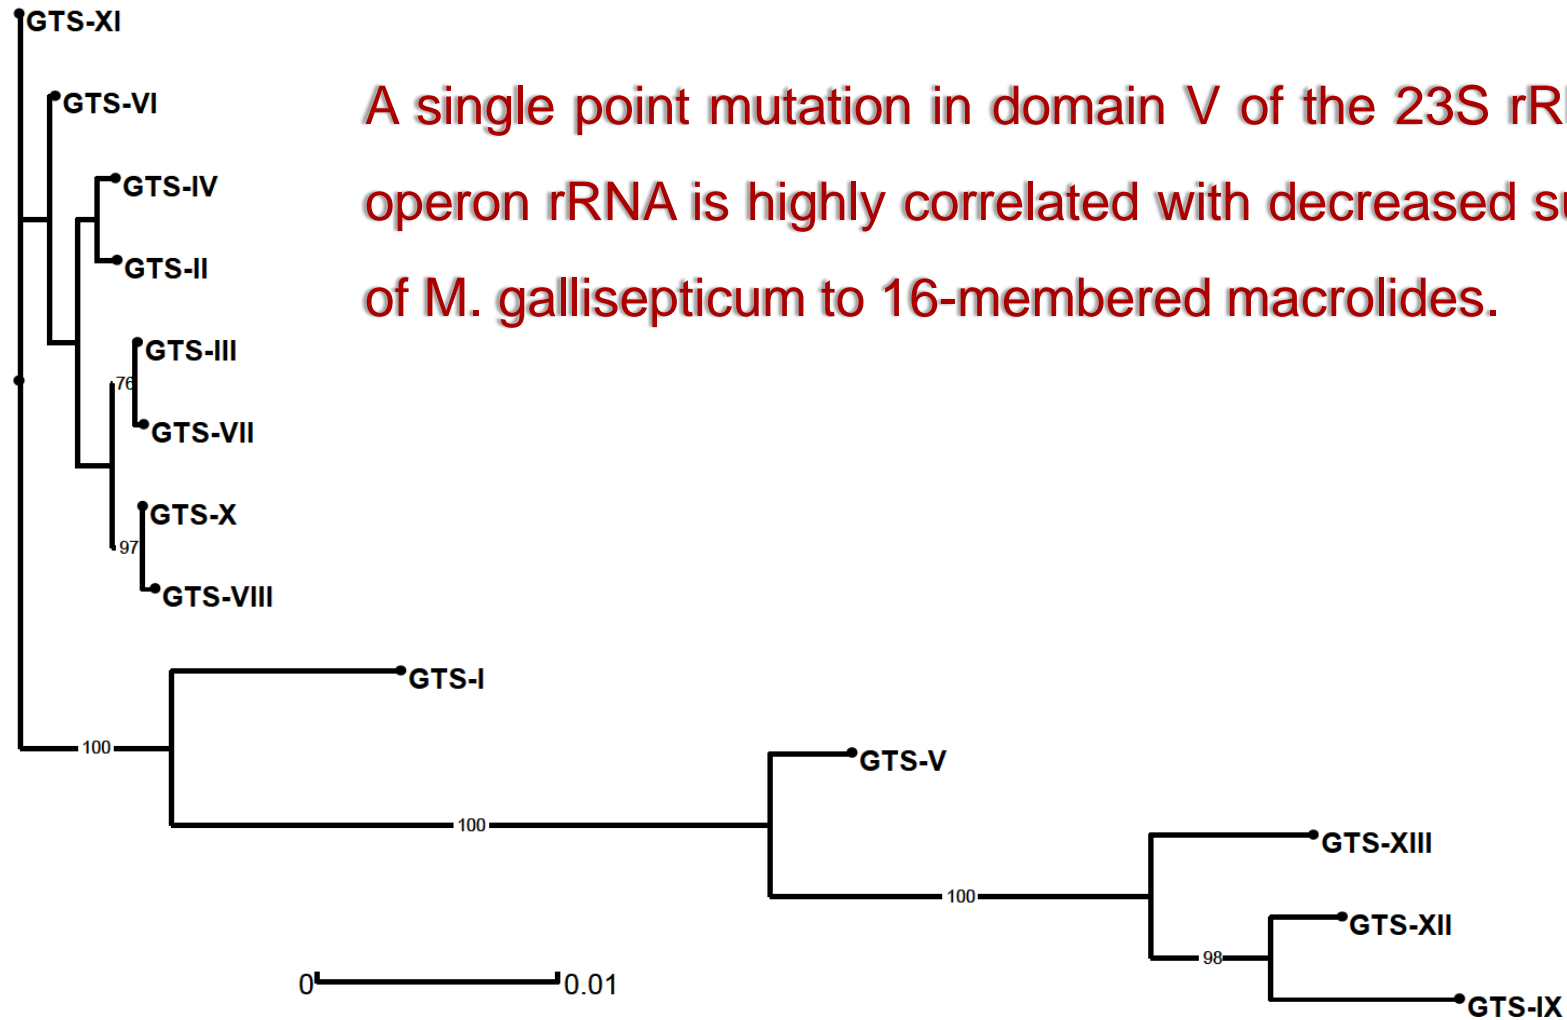 GTS-XI
GTS-VI
A single point mutation in domain V of the 23S
operon rRNA is highly correlated with decreased
of M. gallisepticum to 16-membered macrolides.
GTS-IV
GTS-II
GTS-III
76
GTS-VII
GTS-X
97
GTS-VIII
GTS-I
100
GTS-V
100
GTS-XIII
100
GTS-XII
98
0 0.01
GTS-IX